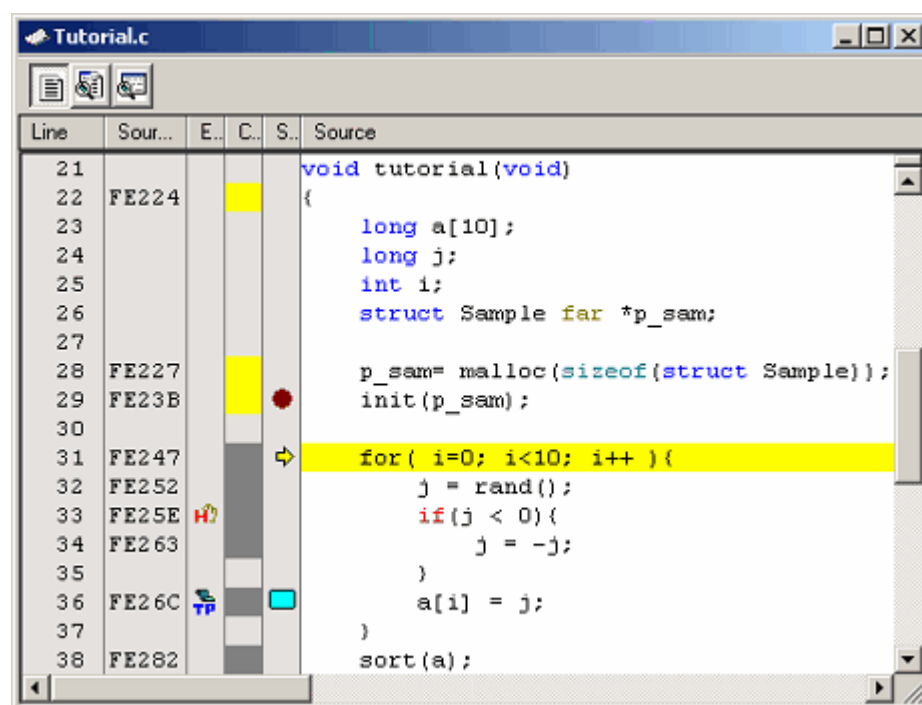 Tutorial.c
Line Sour... E.. C.. S.. Source
21 void tutorial(void)
22 FE224 {
23 long a[10];
24 long j;
25 int i;
26 struct Sample far *p_sam;
27
28 FE227 p_sam= malloc(sizeof(struct Sample));
29 FE23B init(p_sam);
30
31 FE247 for( i=0; i<10; i++ ){
32 FE252 j = rand();
33 FE25E H if(j < 0){
34 FE263 j = -j;
35 }
36 FE26C TP a[i] = j;
37 }
38 FE282 sort(a);